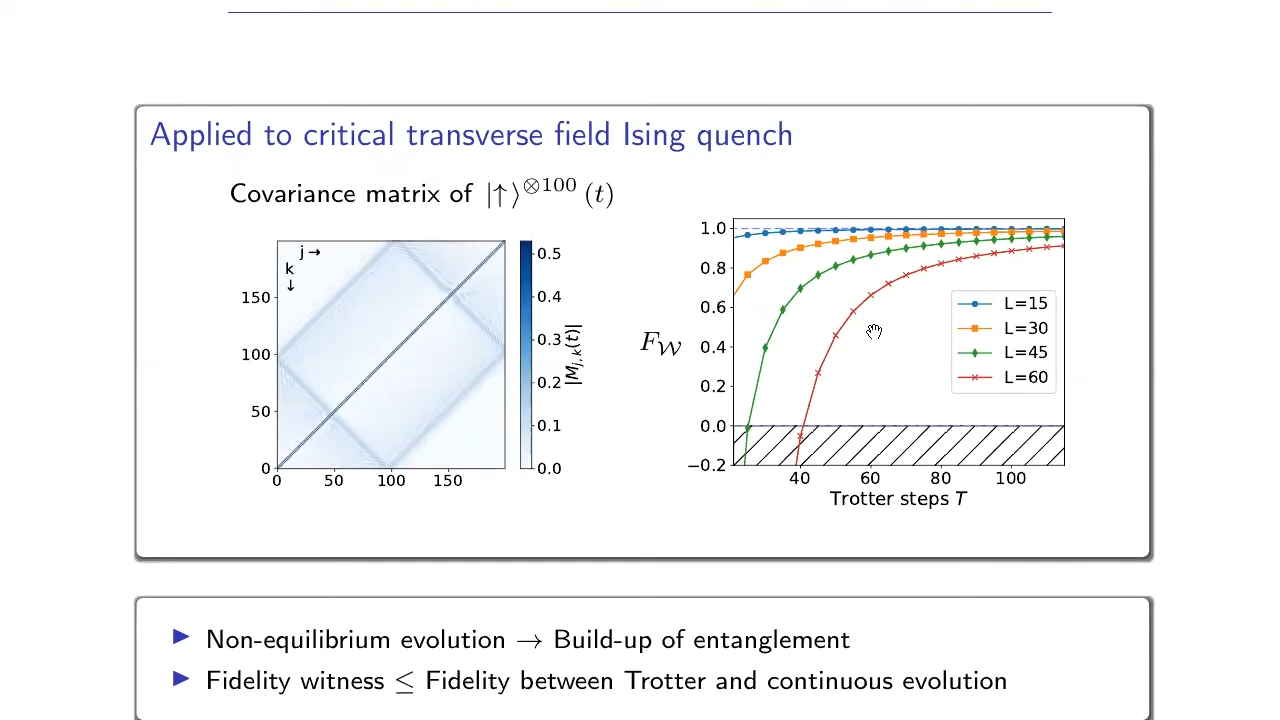 Applied to critical transverse field Ising quench
Covariance matrix of |↑⟩^{⊗100} (t)
j→
k
↓
150
100
50
0
0 50 100 150
0.5
0.4
0.3
0.2
0.1
0.0
|M_{j,k}(t)|
F_𝒲
1.0
0.8
0.6
0.4
0.2
0.0
−0.2
L=15
L=30
L=45
L=60
40 60 80 100
Trotter steps T
▶ Non-equilibrium evolution → Build-up of entanglement
▶ Fidelity witness ≤ Fidelity between Trotter and continuous evolution